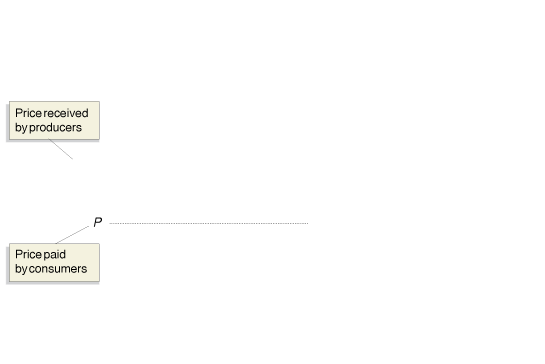 Price received
by producers
P
Price paid
by consumers